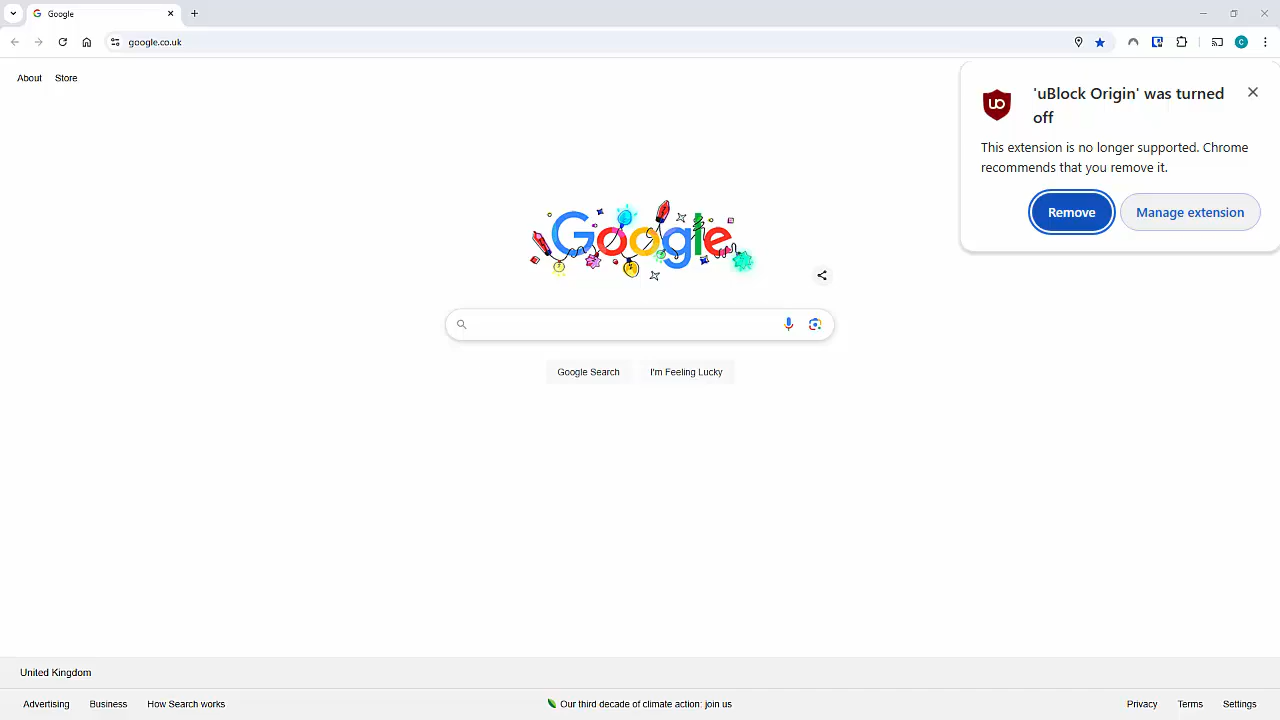 Google
google.co.uk
C
About Store
'uBlock Origin' was turned
off
uo
This extension is no longer supported. Chrome
recommends that you remove it.
Remove Manage extension
Google
Google Search I'm Feeling Lucky
United Kingdom
Advertising Business How Search works Our third decade of climate action: join us Privacy Terms Settings